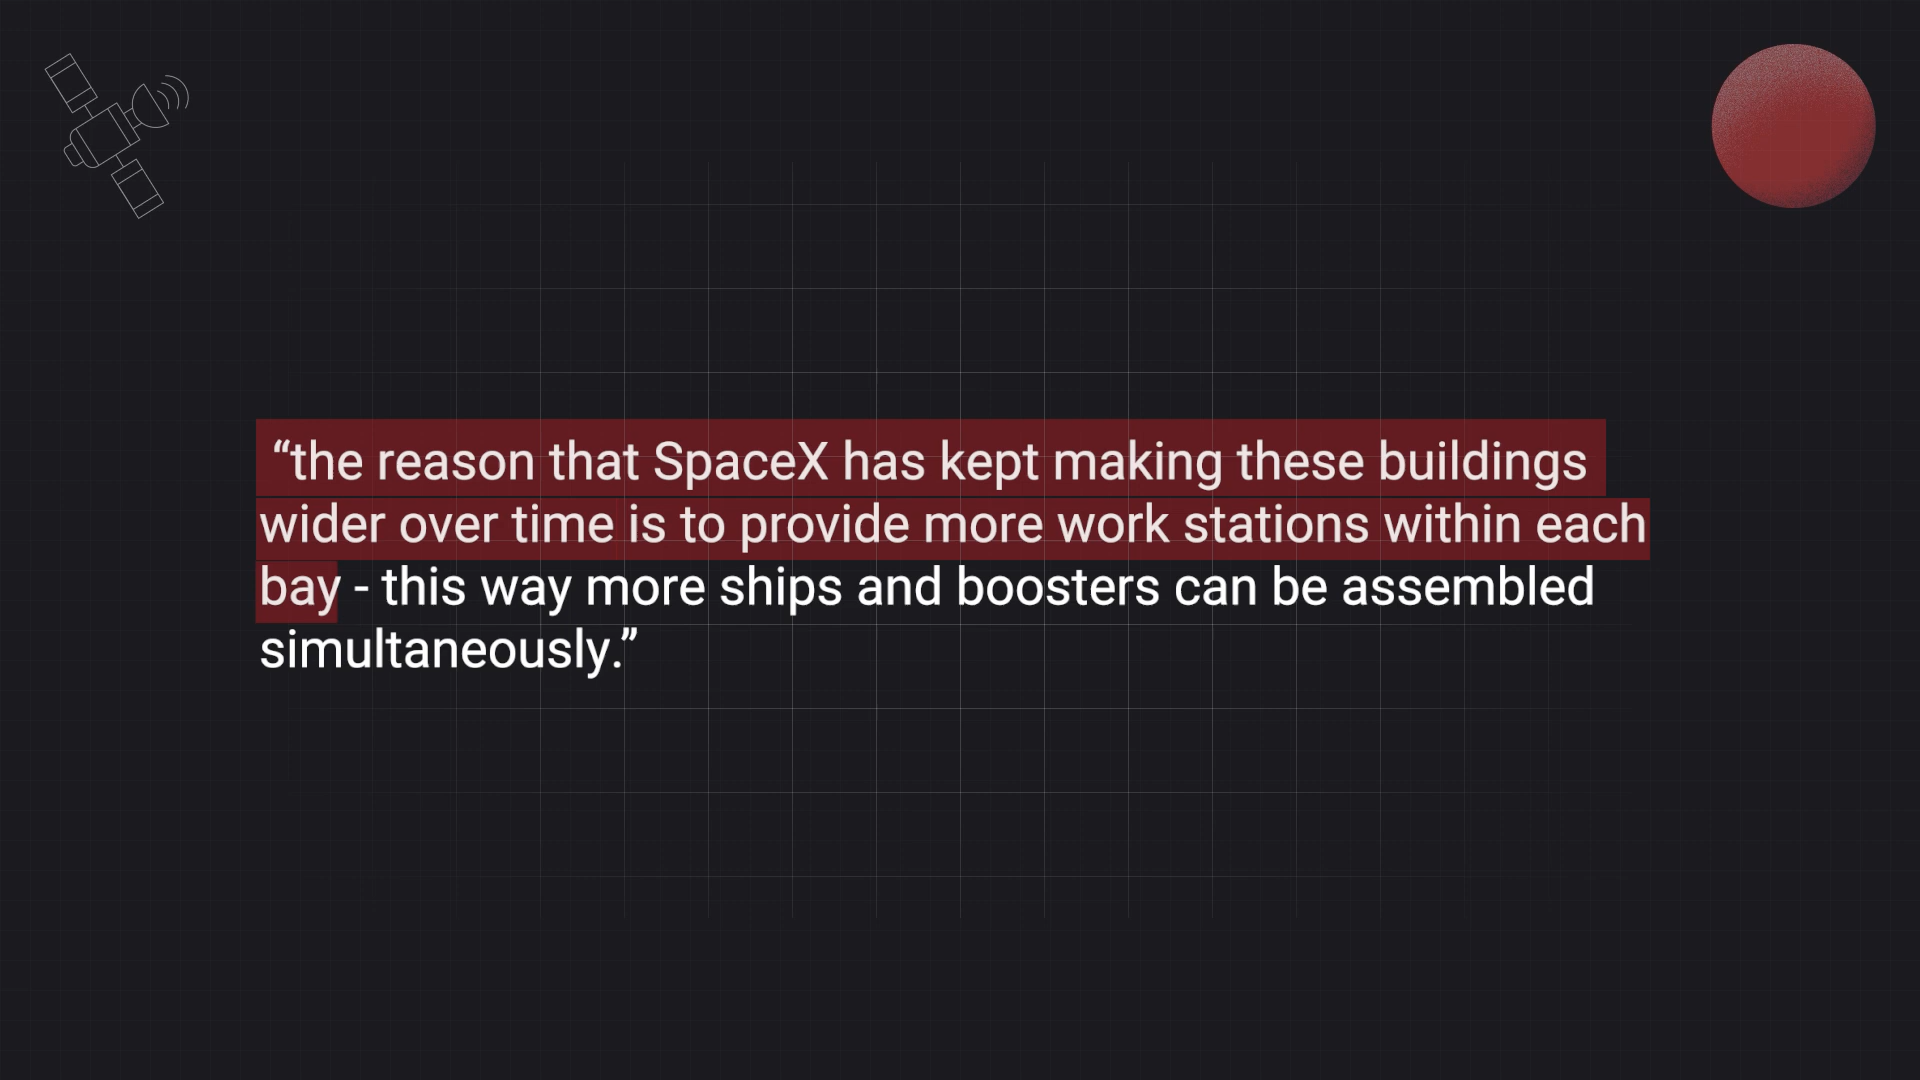 “the reason that SpaceX has kept making these buildings
wider over time is to provide more work stations within each
bay - this way more ships and boosters can be assembled
simultaneously.”